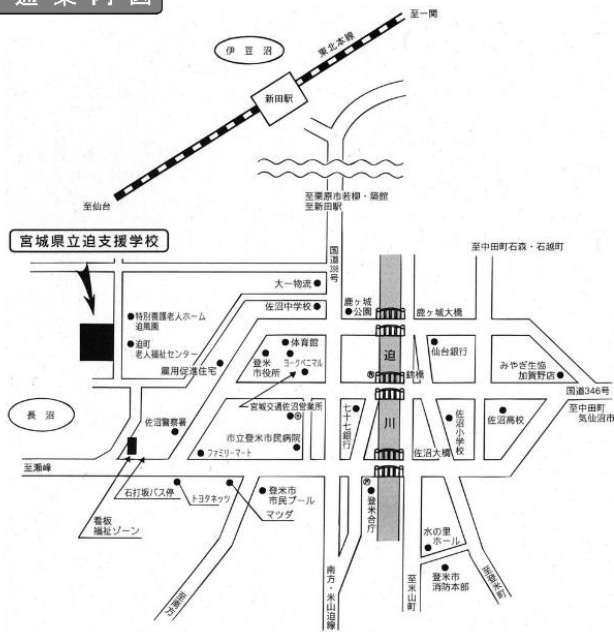 通案内図
至一関
伊豆沼
東北本線
新田駅
至仙台
至栗原市若柳・築館
至新田駅
宮城県立迫支援学校
国道398号
至中田町石森・石越町
大一物流
特別養護老人ホーム
迫風園
佐沼中学校
鹿ヶ城
公園
鹿ヶ城大橋
迫町
老人福祉センター
体育館
迫
仙台銀行
登米
市役所
ヨークベニマル
みやぎ生協
加賀野店
雇用促進住宅
錦橋
国道346号
長沼
宮城交通佐沼営業所
至中田町
気仙沼市
佐沼警察署
七十七銀行
川
佐沼小学校
佐沼高校
市立登米市民病院
ファミリーマート
佐沼大橋
至瀬峰
石打坂バス停
トヨタネッツ
登米市
市民プール
マツダ
登米合庁
看板
福祉ゾーン
水の里
ホール
登米市
消防本部
至南方
南方・米山迫線
至米山町
至登米町